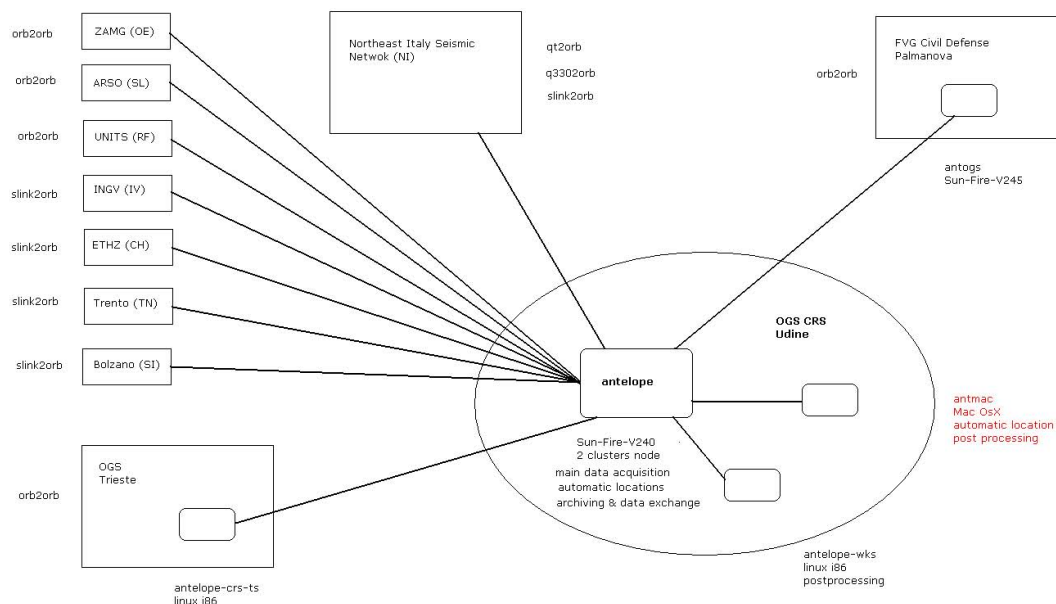 orb2orb
ZAMG (OE)
orb2orb
ARSO (SL)
orb2orb
UNITS (RF)
slink2orb
INGV (IV)
slink2orb
ETHZ (CH)
slink2orb
Trento (TN)
slink2orb
Bolzano (SI)
Northeast Italy Seismic
Netwok (NI)
qt2orb
q3302orb
slink2orb
orb2orb
FVG Civil Defense
Palmanova
antogs
Sun-Fire-V245
OGS CRS
Udine
antelope
Sun-Fire-V240
2 clusters node
main data acquisition
automatic locations
archiving & data exchange
antmac
Mac OsX
automatic location
post processing
antelope-wks
linux i86
postprocessing
orb2orb
OGS
Trieste
antelope-crs-ts
linux i86